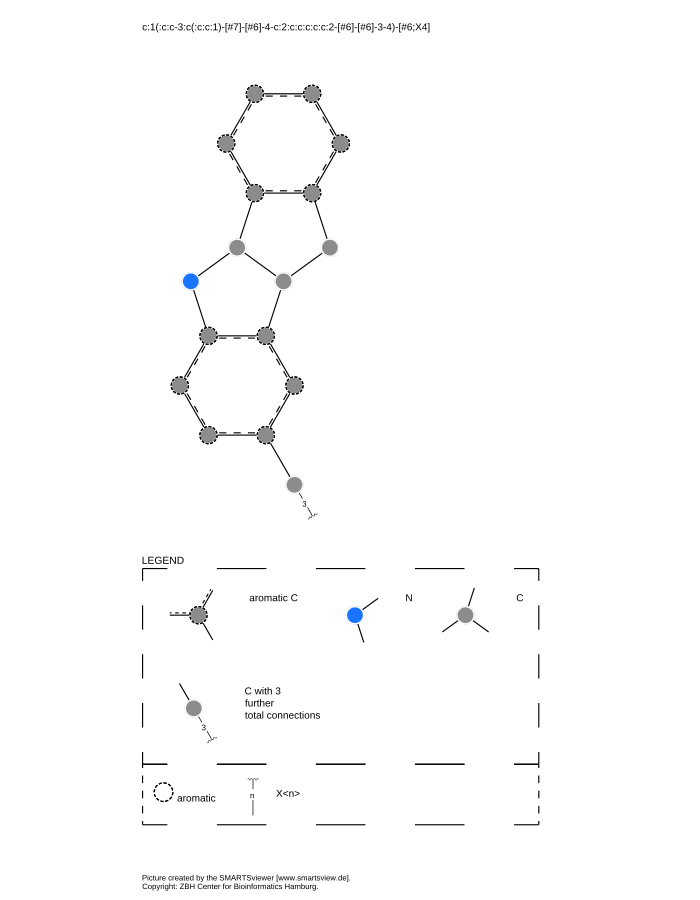 c:1(:c:c-3:c(:c:c:1)-[#7]-[#6]-4-c:2:c:c:c:c:c:2-[#6]-[#6]-3-4)-[#6;X4]
3
LEGEND
aromatic C
N
C
C with 3
further
total connections
3
aromatic
n
X<n>
Picture created by the SMARTSviewer [www.smartsview.de].
Copyright: ZBH Center for Bioinformatics Hamburg.